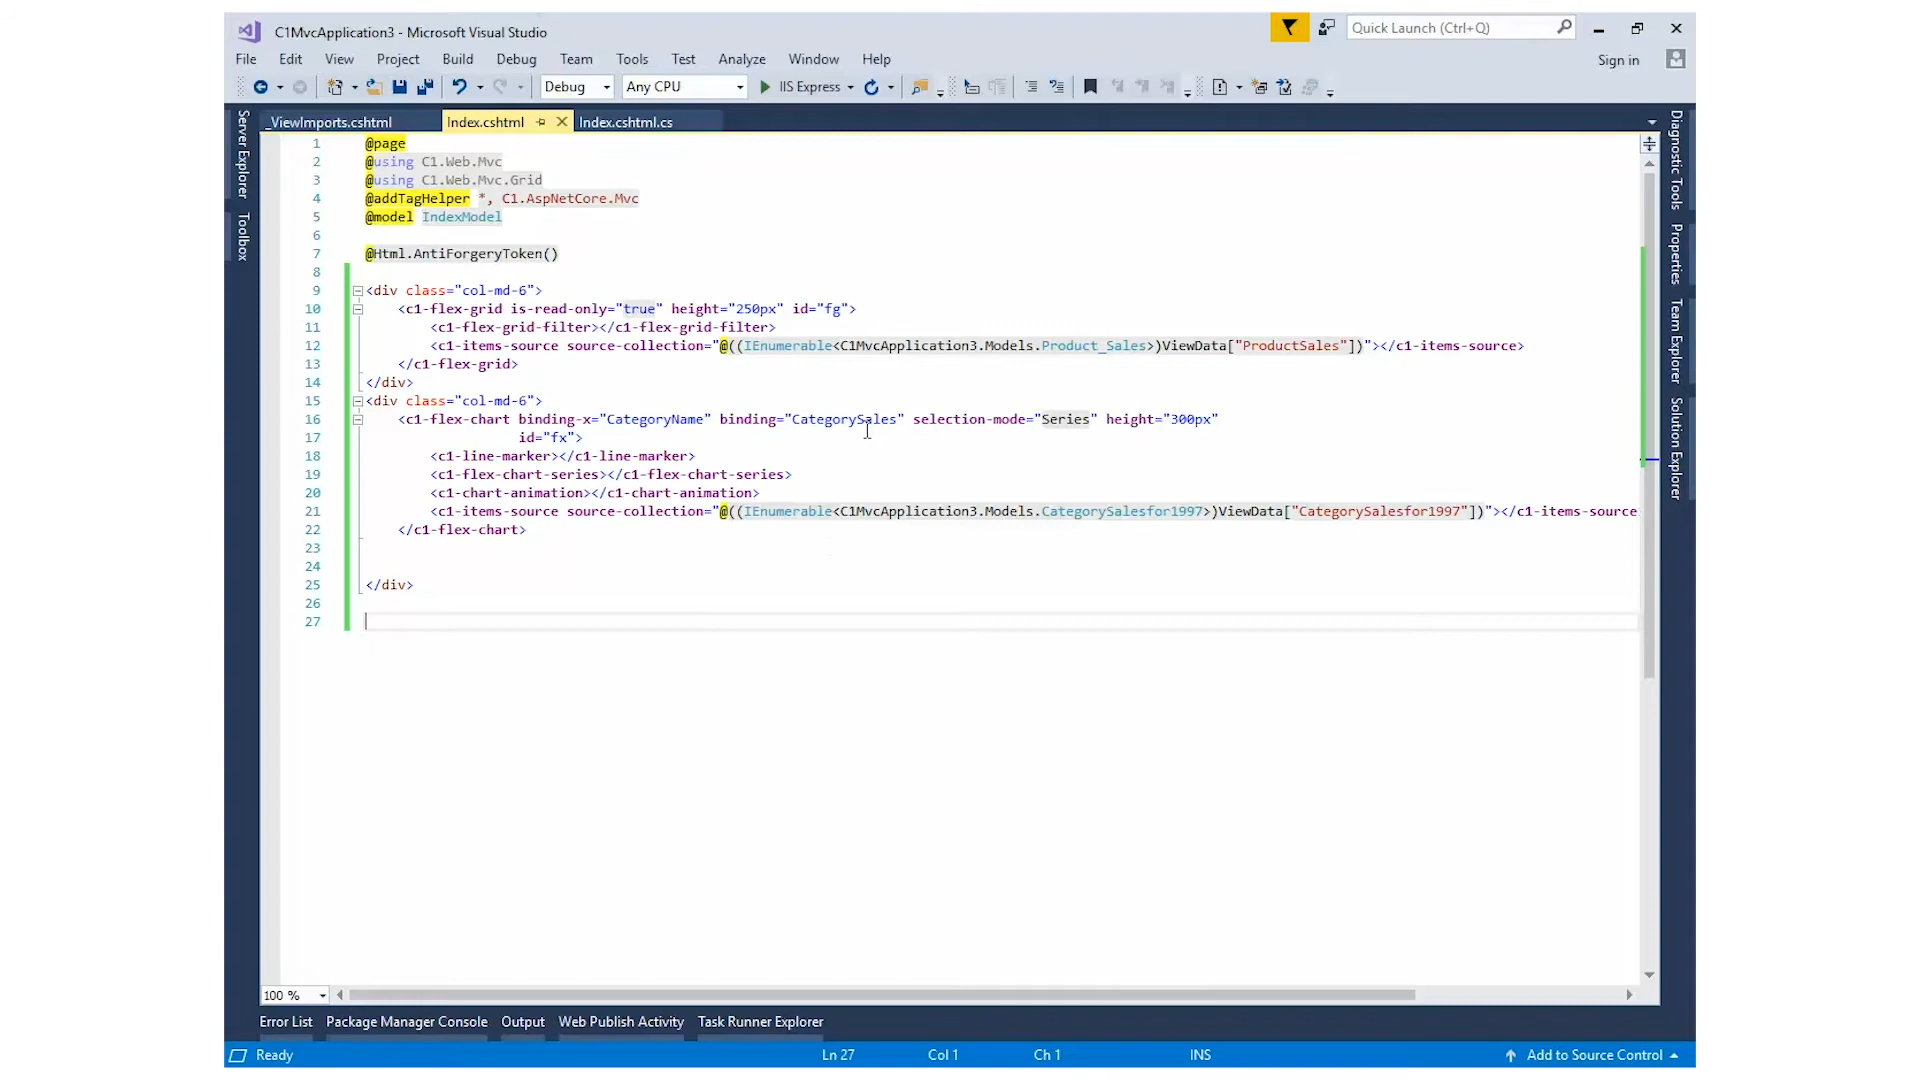 C1MvcApplication3 - Microsoft Visual Studio
Quick Launch (Ctrl+Q)
File Edit View Project Build Debug Team Tools Test Analyze Window Help
Sign in
Debug Any CPU IIS Express
_ViewImports.cshtml Index.cshtml Index.cshtml.cs
Server Explorer
Toolbox
1 @page
2 @using C1.Web.Mvc
3 @using C1.Web.Mvc.Grid
4 @addTagHelper *, C1.AspNetCore.Mvc
5 @model IndexModel
6
7 @Html.AntiForgeryToken()
8
9 <div class="col-md-6">
10 <c1-flex-grid is-read-only="true" height="250px" id="fg">
11 <c1-flex-grid-filter></c1-flex-grid-filter>
12 <c1-items-source source-collection="@((IEnumerable<C1MvcApplication3.Models.Product_Sales>)ViewData["ProductSales"])"></c1-items-source>
13 </c1-flex-grid>
14 </div>
15 <div class="col-md-6">
16 <c1-flex-chart binding-x="CategoryName" binding="CategorySales" selection-mode="Series" height="300px"
17 id="fx">
18 <c1-line-marker></c1-line-marker>
19 <c1-flex-chart-series></c1-flex-chart-series>
20 <c1-chart-animation></c1-chart-animation>
21 <c1-items-source source-collection="@((IEnumerable<C1MvcApplication3.Models.CategorySalesfor1997>)ViewData["CategorySalesfor1997"])"></c1-items-source
22 </c1-flex-chart>
23
24
25 </div>
26
27
Diagnostic Tools
Properties
Team Explorer
Solution Explorer
100 %
Error List Package Manager Console Output Web Publish Activity Task Runner Explorer
Ready Ln 27 Col 1 Ch 1 INS Add to Source Control